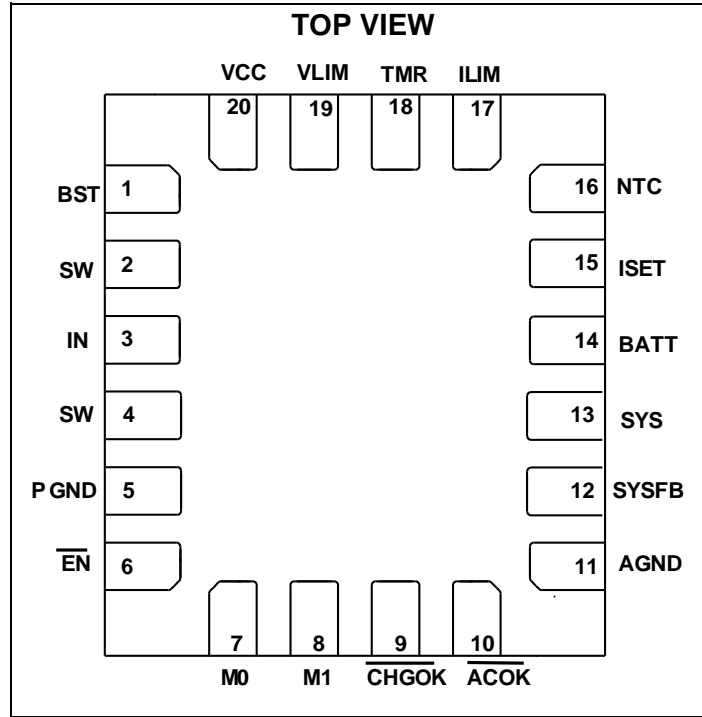 TOP VIEW
VCC VLIM TMR ILIM
20 19 18 17
BST 1 16 NTC
SW 2 15 ISET
IN 3 14 BATT
SW 4 13 SYS
PGND 5 12 SYSFB
EN 6 11 AGND
7 8 9 10
M0 M1 CHGOK ACOK